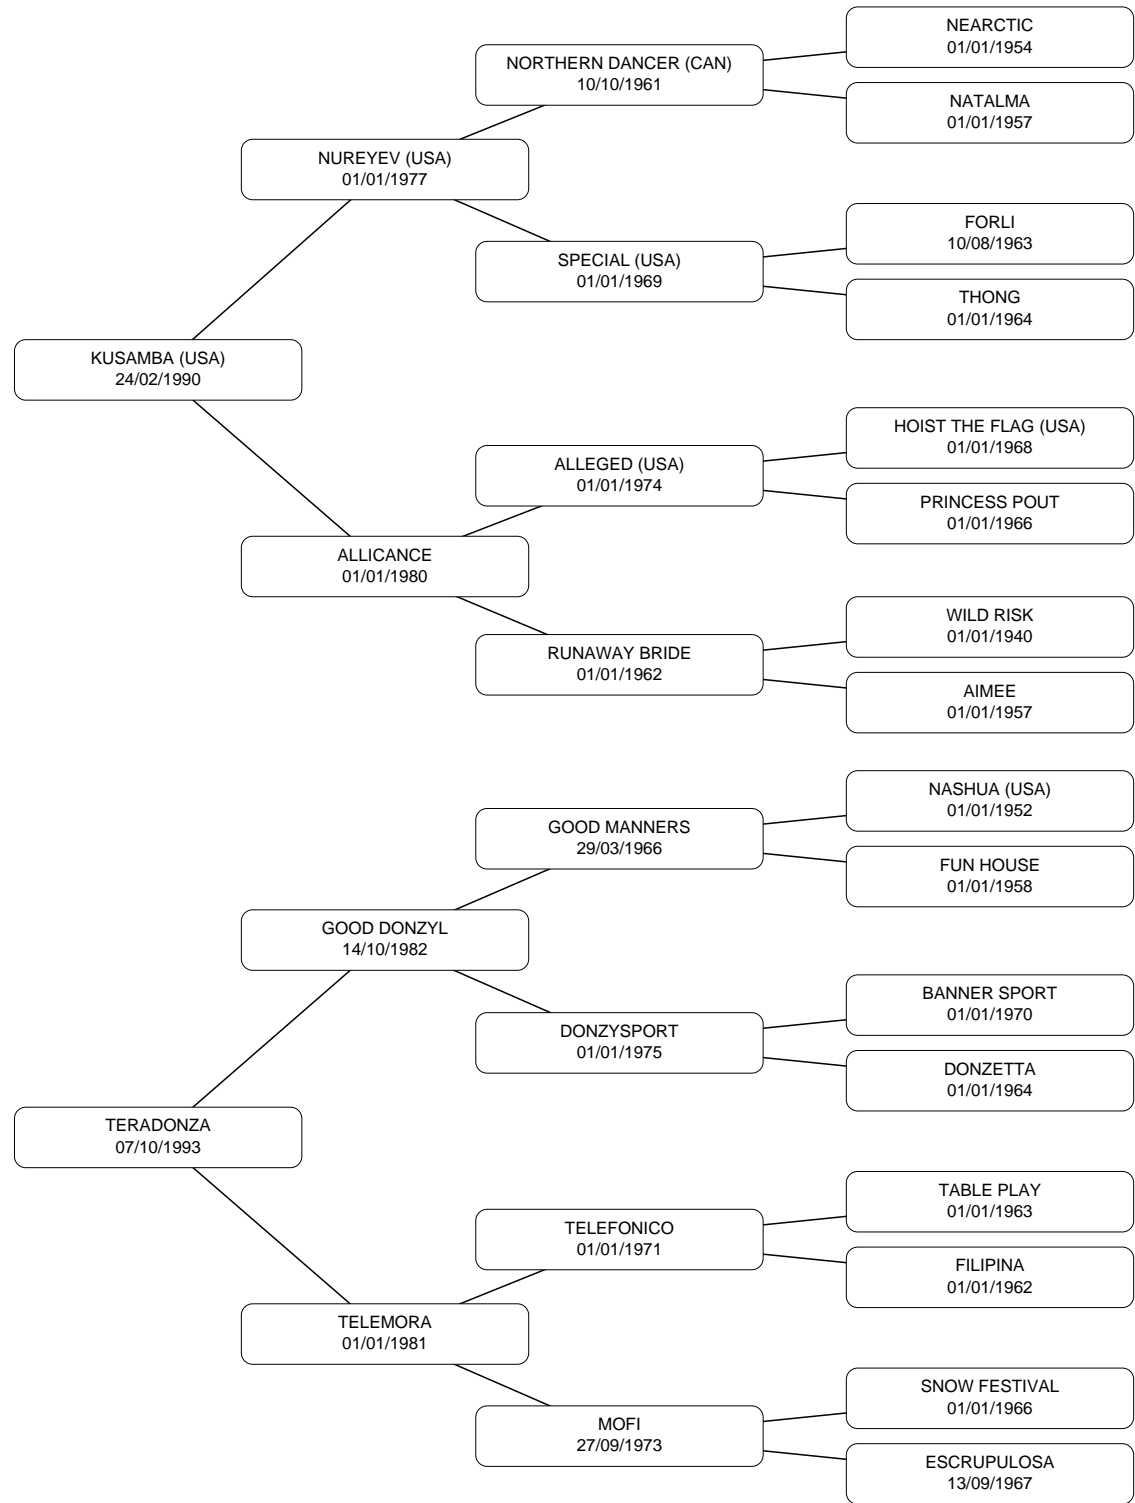 NEARCTIC
01/01/1954
NORTHERN DANCER (CAN)
10/10/1961
NATALMA
01/01/1957
NUREYEV (USA)
01/01/1977
FORLI
10/08/1963
SPECIAL (USA)
01/01/1969
THONG
01/01/1964
KUSAMBA (USA)
24/02/1990
HOIST THE FLAG (USA)
01/01/1968
ALLEGED (USA)
01/01/1974
PRINCESS POUT
01/01/1966
ALLICANCE
01/01/1980
WILD RISK
01/01/1940
RUNAWAY BRIDE
01/01/1962
AIMEE
01/01/1957
NASHUA (USA)
01/01/1952
GOOD MANNERS
29/03/1966
FUN HOUSE
01/01/1958
GOOD DONZYL
14/10/1982
BANNER SPORT
01/01/1970
DONZYSPORT
01/01/1975
DONZETTA
01/01/1964
TERADONZA
07/10/1993
TABLE PLAY
01/01/1963
TELEFONICO
01/01/1971
FILIPINA
01/01/1962
TELEMORA
01/01/1981
SNOW FESTIVAL
01/01/1966
MOFI
27/09/1973
ESCRUPULOSA
13/09/1967